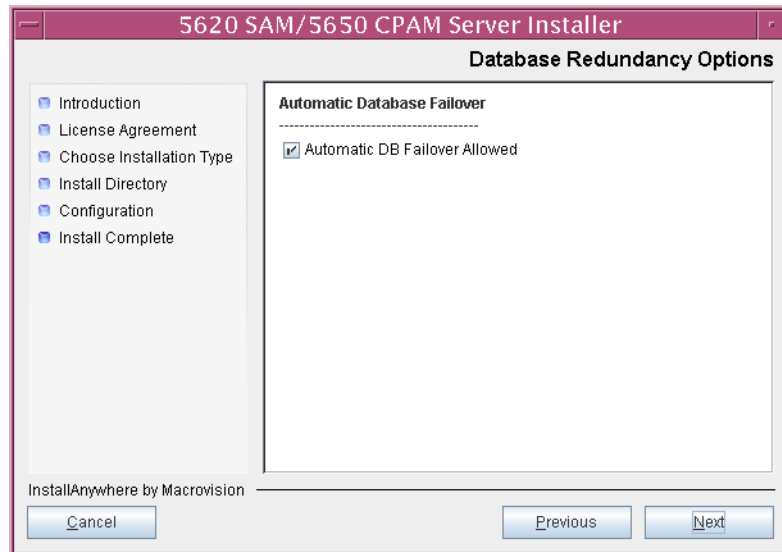 5620 SAM/5650 CPAM Server Installer
Database Redundancy Options
Introduction
License Agreement
Choose Installation Type
Install Directory
Configuration
Install Complete
Automatic Database Failover
--------------------------------------
Automatic DB Failover Allowed
InstallAnywhere by Macrovision
Cancel
Previous
Next